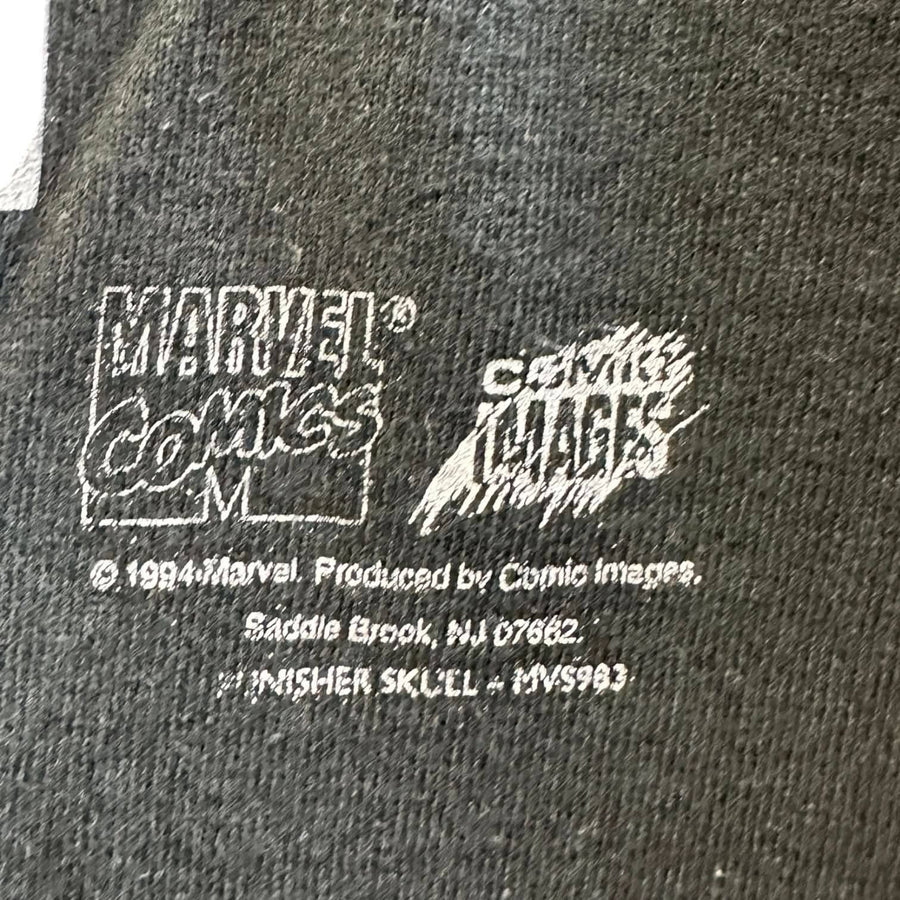 MARVEL®
COMICS
M
COMIC
IMAGES
© 1994 Marvel. Produced by Comic Images.
Saddle Brook, NJ 07662.
PUNISHER SKULL - MVS983